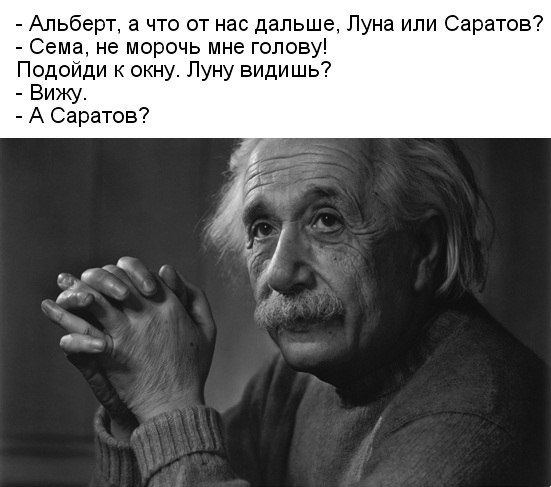 - Альберт, а что от нас дальше, Луна или Саратов?
- Сема, не морочь мне голову!
Подойди к окну. Луну видишь?
- Вижу.
- А Саратов?